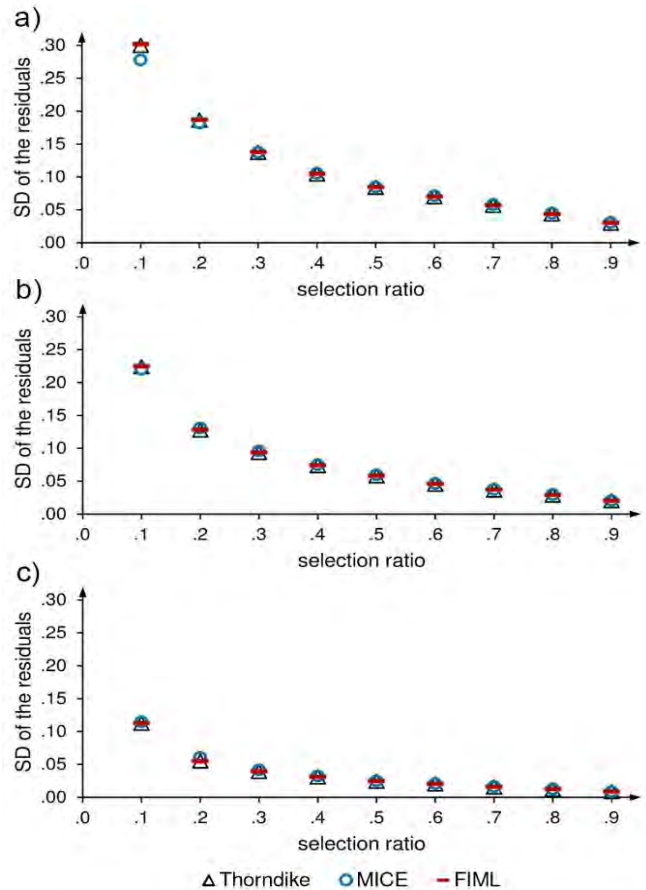 a)
SD of the residuals
.30
.25
.20
.15
.10
.05
.00
.0 .1 .2 .3 .4 .5 .6 .7 .8 .9
selection ratio
b)
SD of the residuals
.30
.25
.20
.15
.10
.05
.00
.0 .1 .2 .3 .4 .5 .6 .7 .8 .9
selection ratio
c)
SD of the residuals
.30
.25
.20
.15
.10
.05
.00
.0 .1 .2 .3 .4 .5 .6 .7 .8 .9
selection ratio
Thorndike MICE FIML